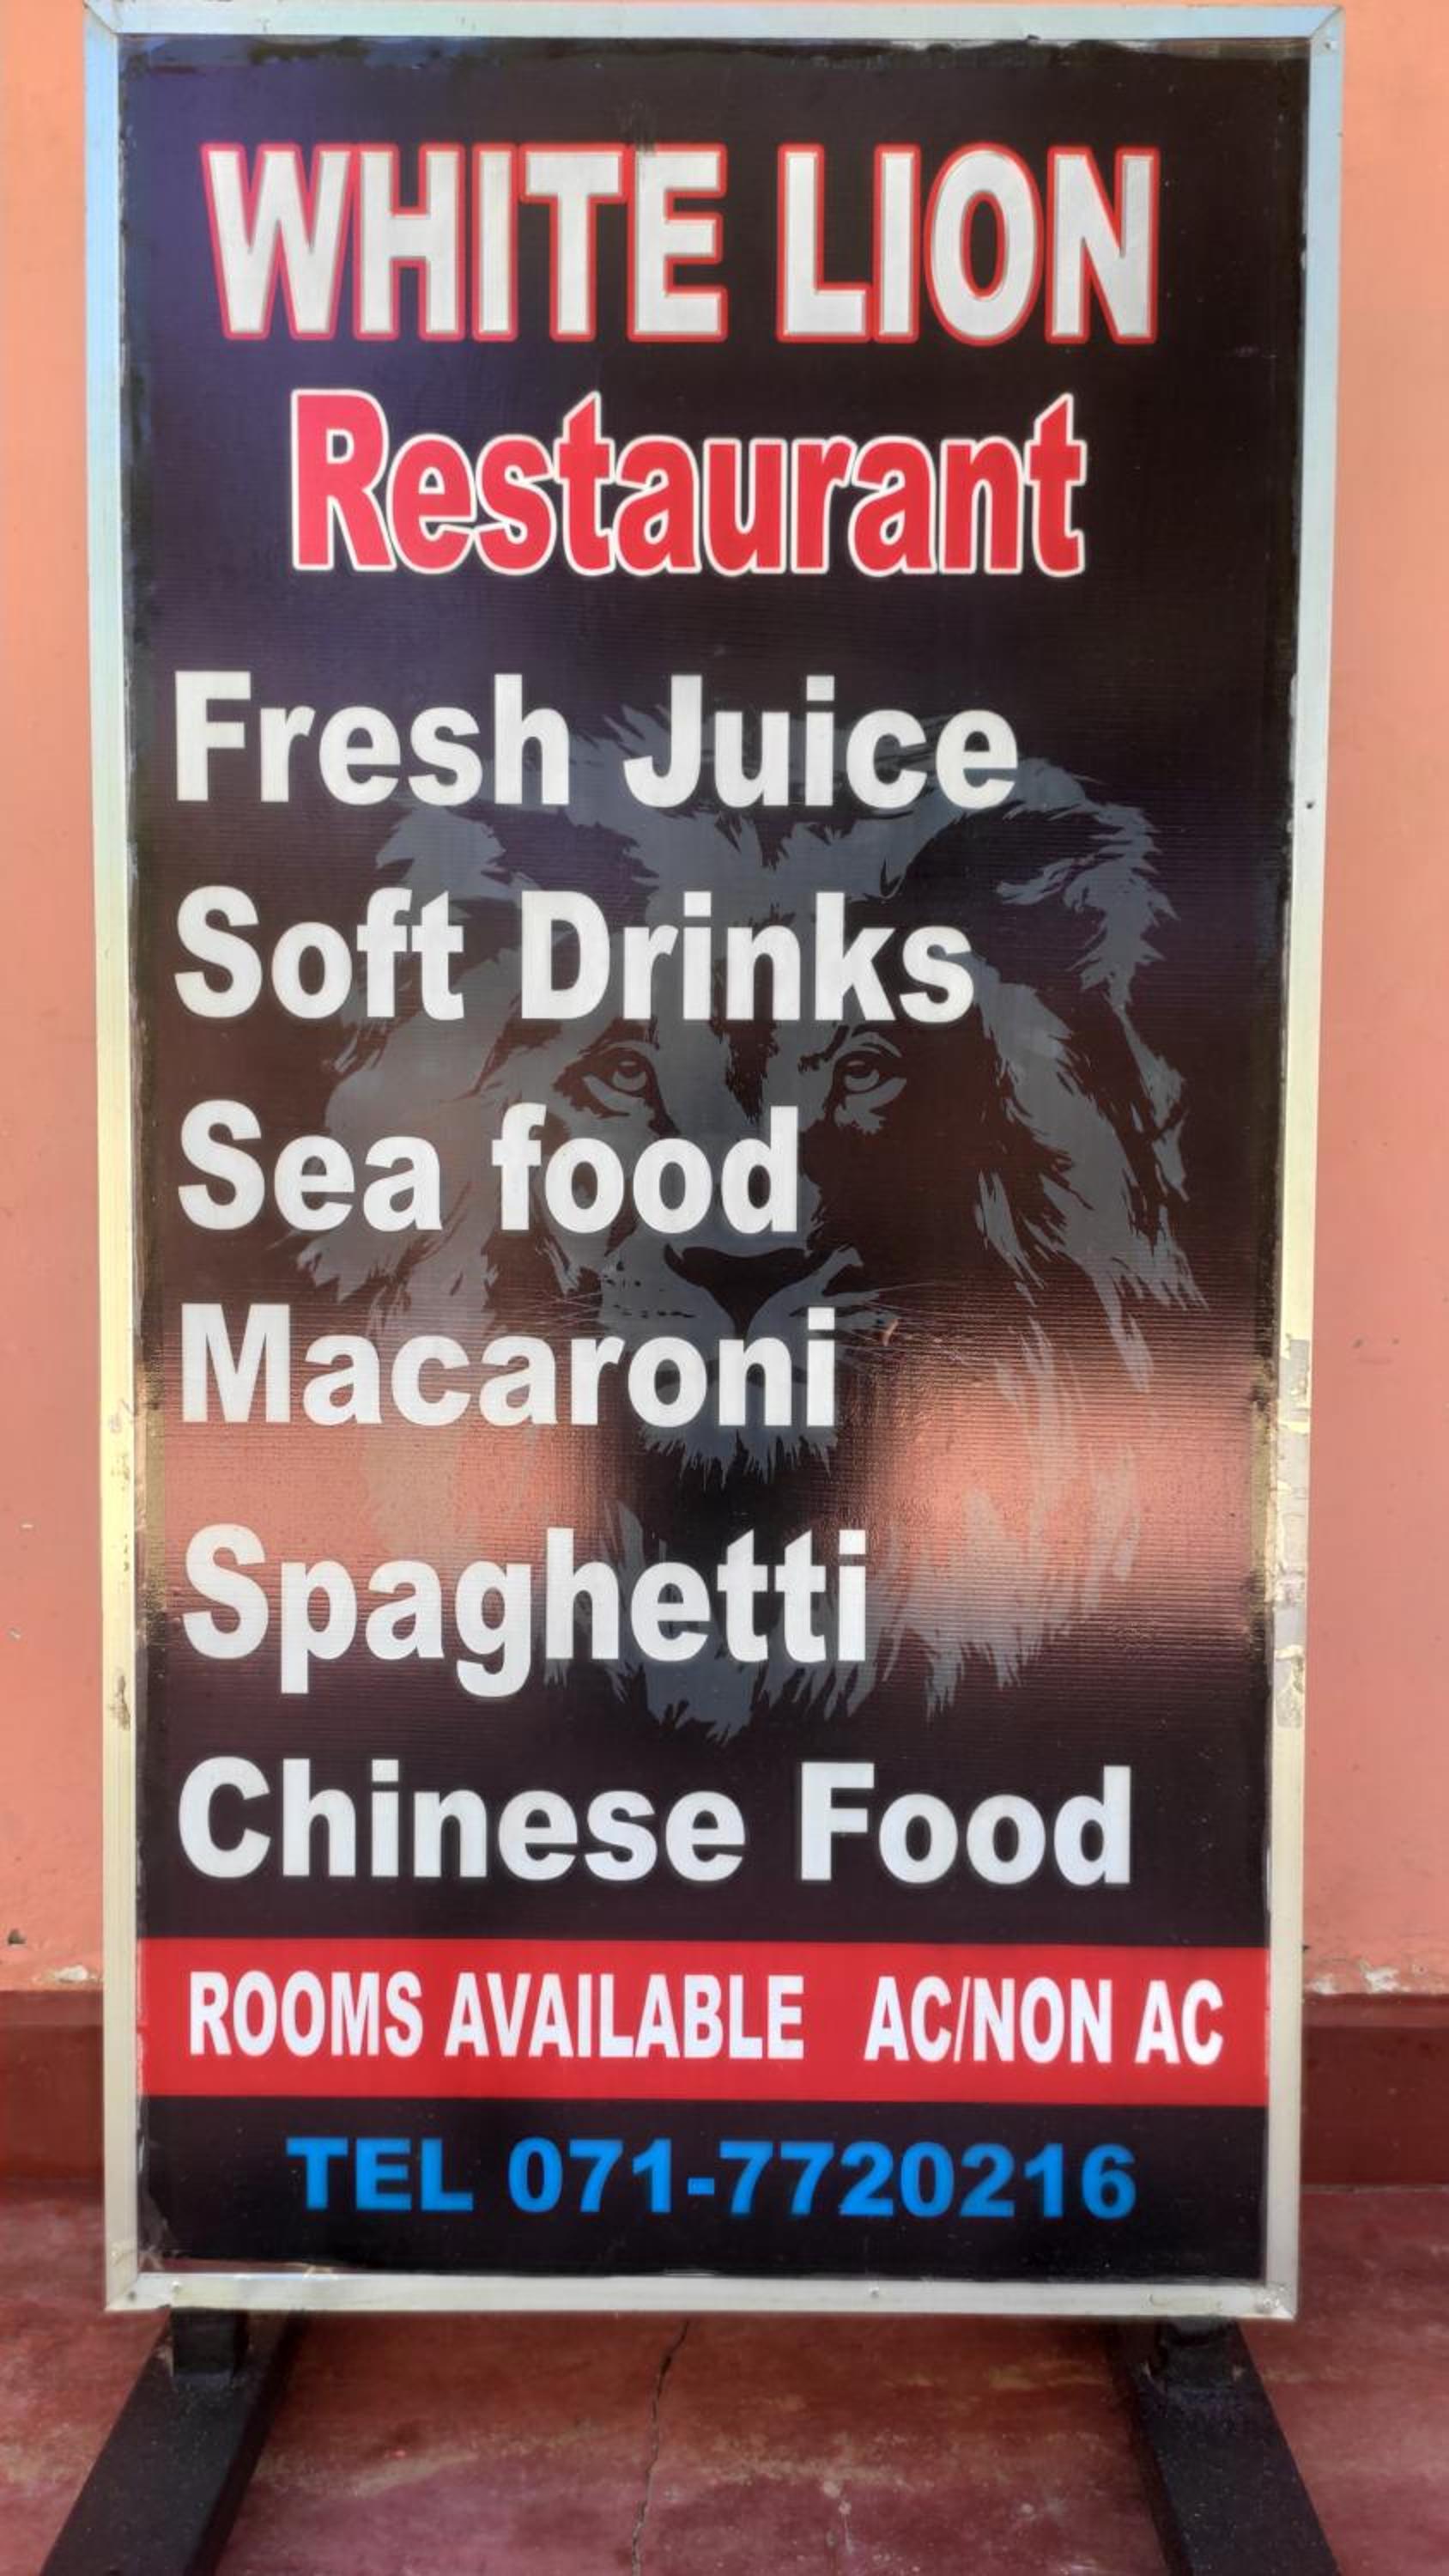 WHITE LION
Restaurant
Fresh Juice
Soft Drinks
Sea food
Macaroni
Spaghetti
Chinese Food
ROOMS AVAILABLE AC/NON AC
TEL 071-7720216